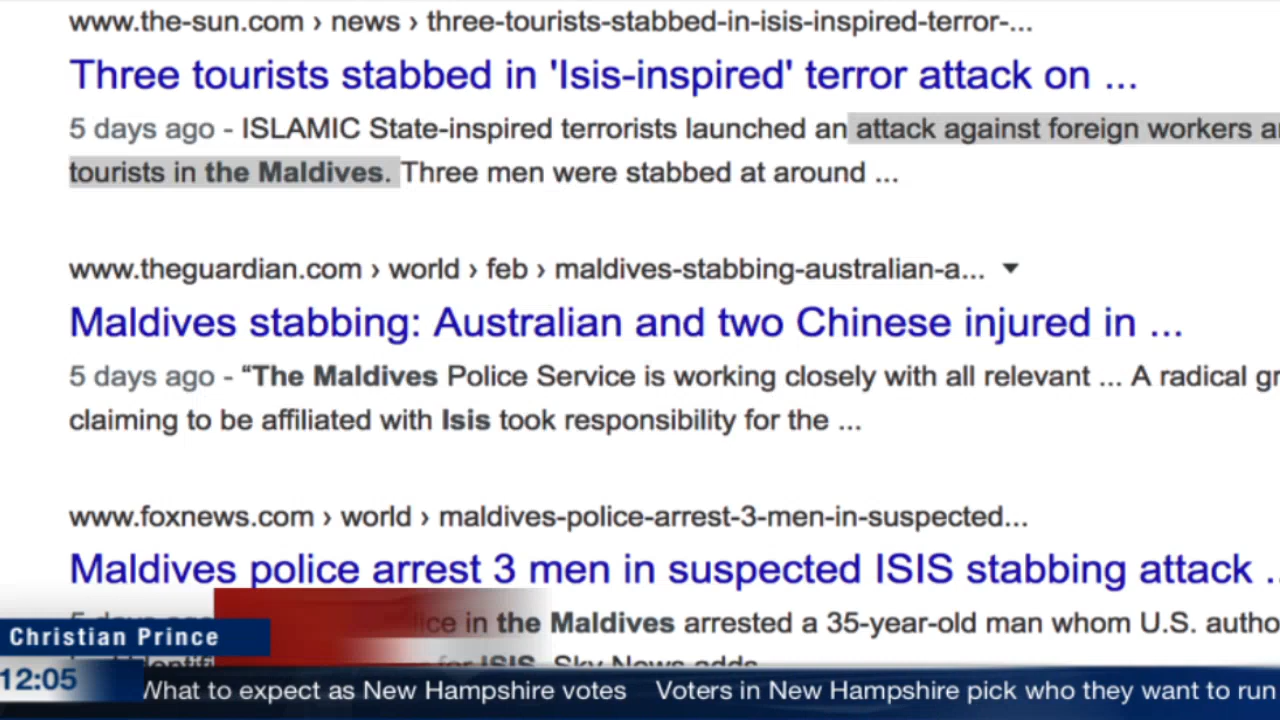 www.the-sun.com › news › three-tourists-stabbed-in-isis-inspired-terror-...
Three tourists stabbed in 'Isis-inspired' terror attack on ...
5 days ago - ISLAMIC State-inspired terrorists launched an attack against foreign workers
tourists in the Maldives. Three men were stabbed at around ...
www.theguardian.com › world › feb › maldives-stabbing-australian-a...
Maldives stabbing: Australian and two Chinese injured in ...
5 days ago - “The Maldives Police Service is working closely with all relevant ... A radical
claiming to be affiliated with Isis took responsibility for the ...
www.foxnews.com › world › maldives-police-arrest-3-men-in-suspected...
Maldives police arrest 3 men in suspected ISIS stabbing attack ..
in the Maldives arrested a 35-year-old man whom U.S.
for ISIS, Sky News adds
Christian Prince
12:05
What to expect as New Hampshire votes Voters in New Hampshire pick who they want to run